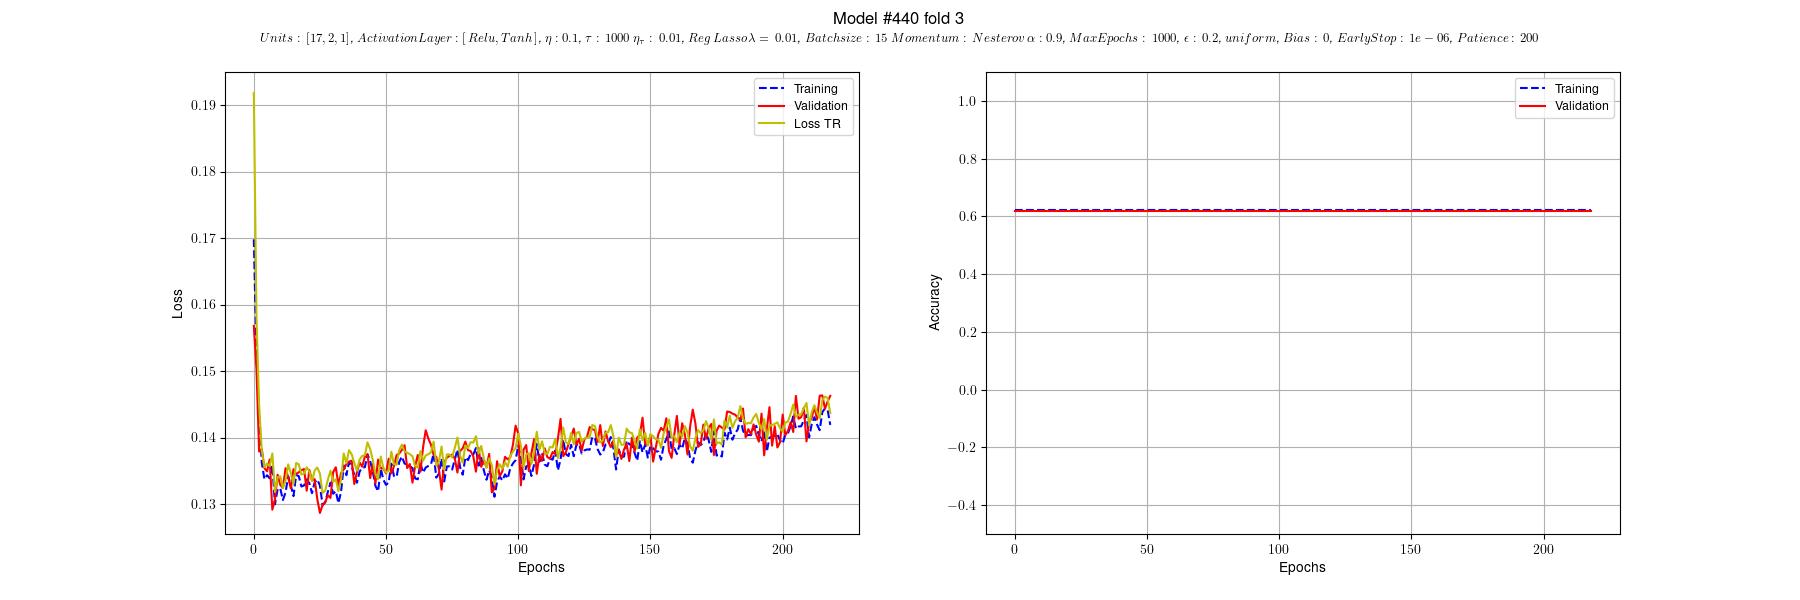 Model #440 fold 3
Units : [17, 2, 1], ActivationLayer : [ Relu, Tanh ], η : 0.1, τ : 1000 ητ : 0.01, Reg Lasso λ = 0.01, Batchsize : 15 Momentum : Nesterov α : 0.9, MaxEpochs : 1000, ϵ : 0.2, uniform, Bias : 0, EarlyStop : 1e − 06, Patience : 200
Training
Validation
Loss TR
0.19
0.18
0.17
0.16
0.15
0.14
0.13
Loss
0
50
100
150
200
Epochs
Training
Validation
1.0
0.8
0.6
0.4
0.2
0.0
−0.2
−0.4
Accuracy
0
50
100
150
200
Epochs